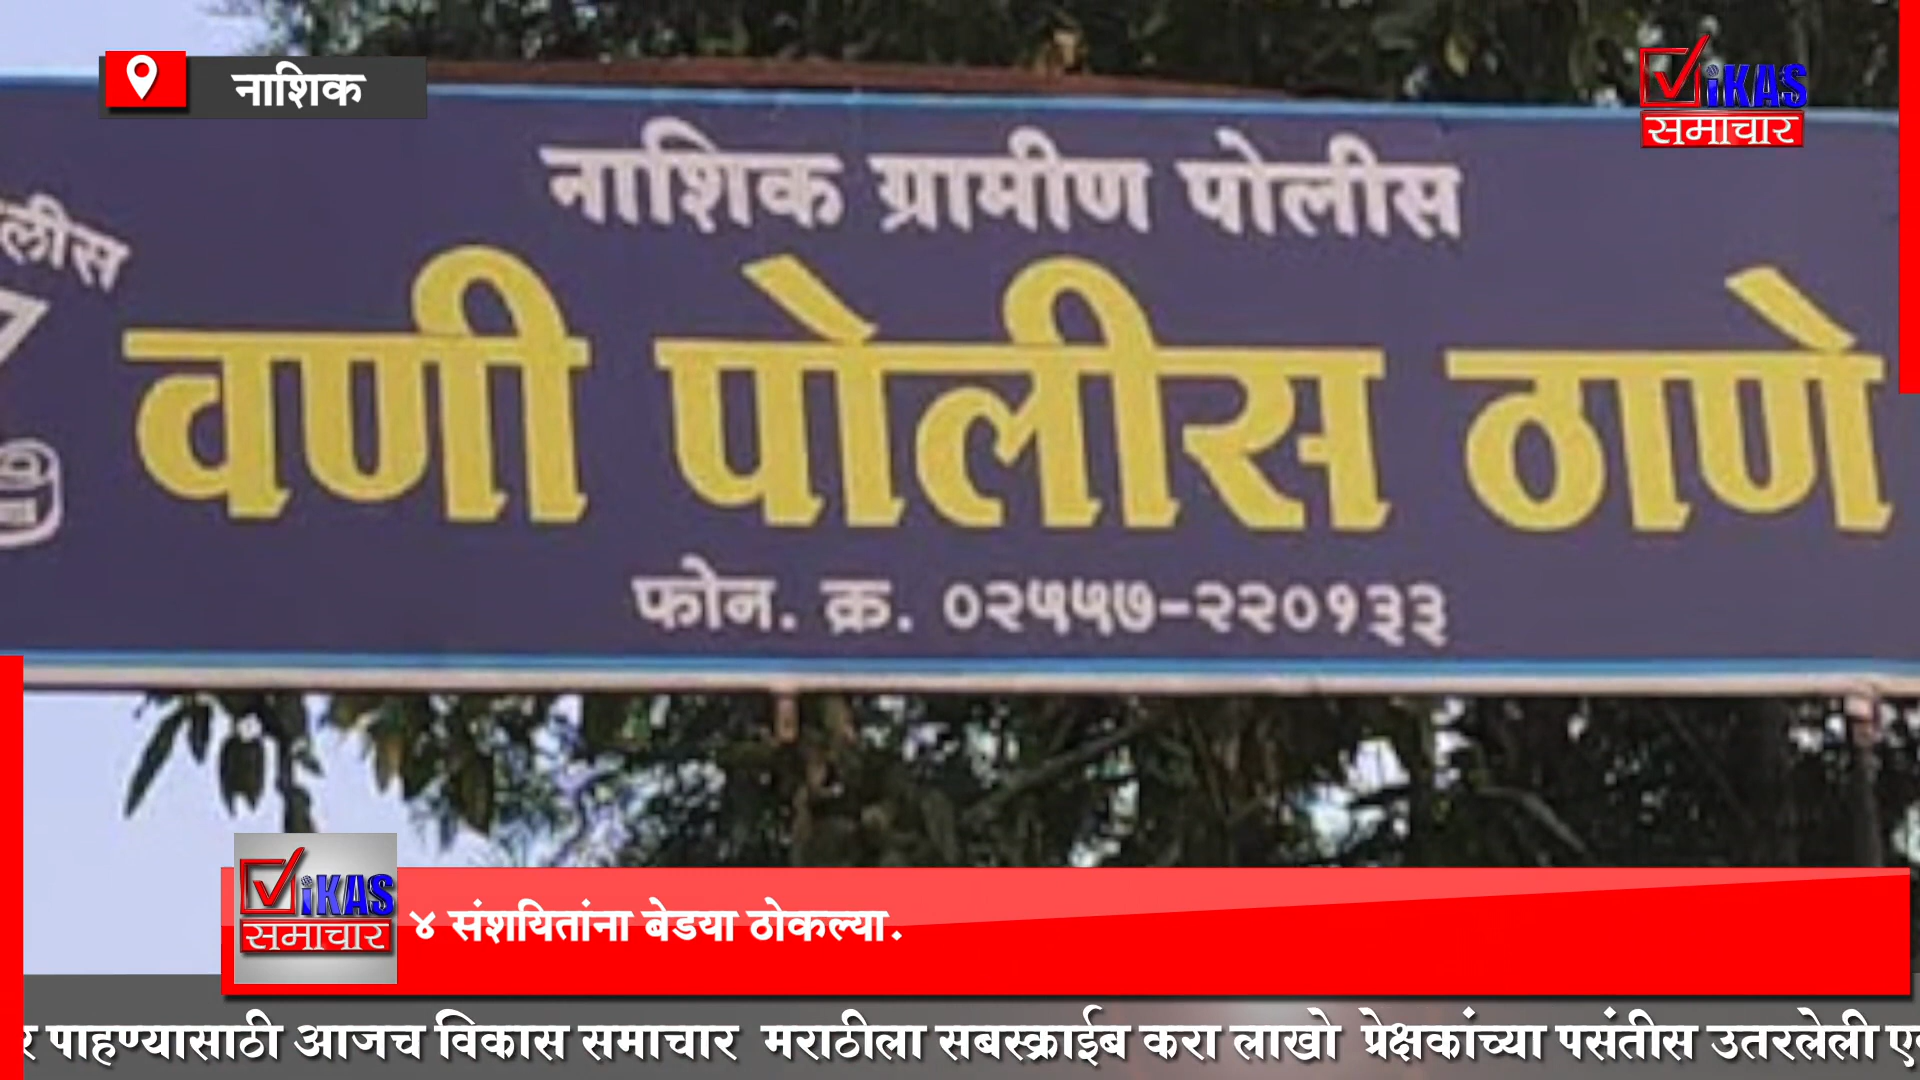 नाशिक
ViKAS
समाचार
नाशिक ग्रामीण पोलीस
वणी पोलीस ठाणे
फोन. क्र. ०२५५७-२२०१३३
ViKAS
समाचार
४ संशयितांना बेडया ठोकल्या.
पाहण्यासाठी आजच विकास समाचार मराठीला सबस्क्राईब करा लाखो प्रेक्षकांच्या पसंतीस उतरलेली